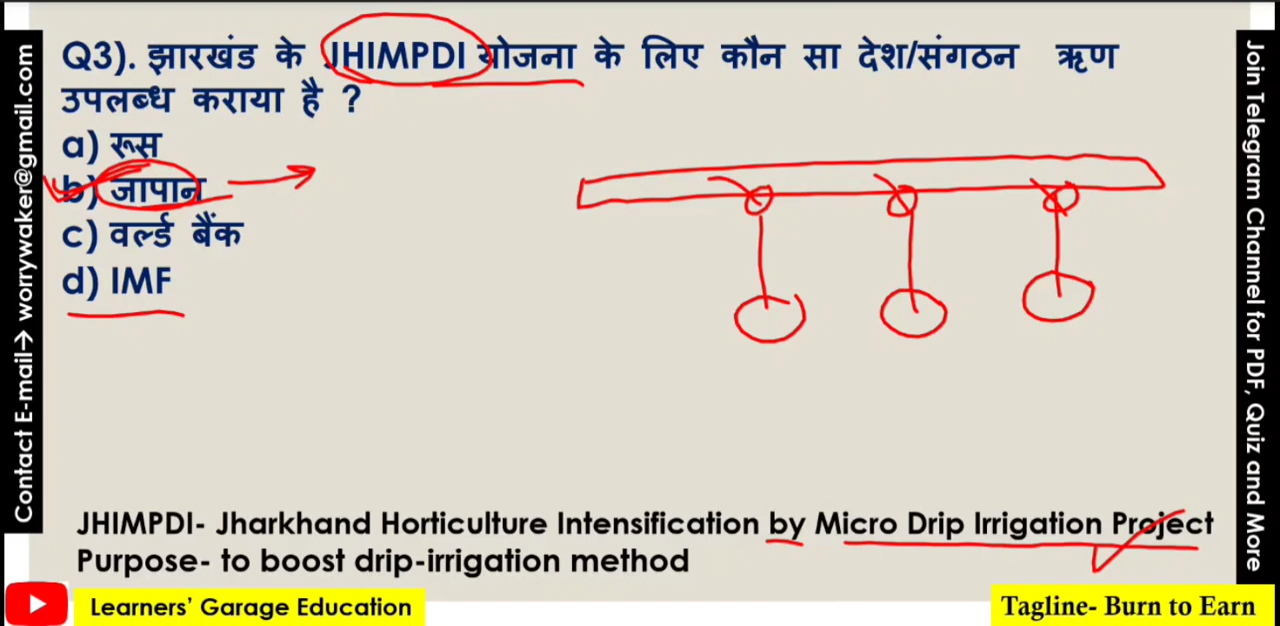 Q3). झारखंड के JHIMPDI योजना के लिए कौन सा देश/संगठन ऋण
उपलब्ध कराया है ?
a) रूस
b) जापान
c) वर्ल्ड बैंक
d) IMF
JHIMPDI- Jharkhand Horticulture Intensification by Micro Drip Irrigation Project
Purpose- to boost drip-irrigation method
Learners’ Garage Education
Tagline- Burn to Earn
Contact E-mail→ worrywaker@gmail.com
Join Telegram Channel for PDF, Quiz and More